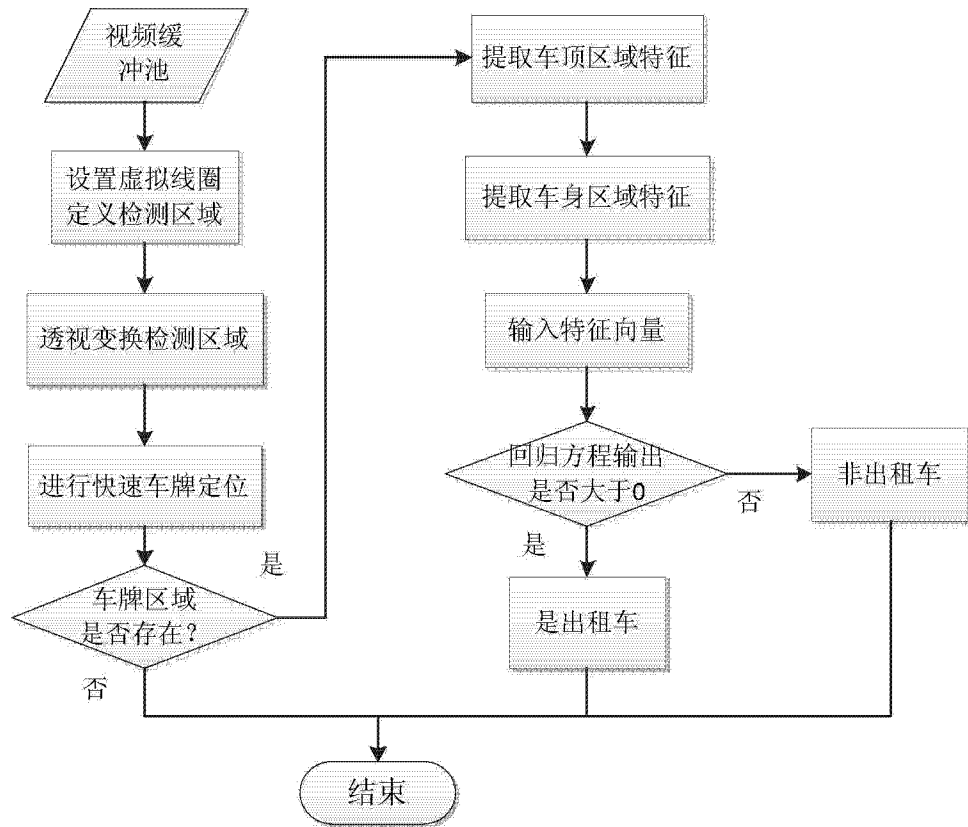 视频缓
冲池
设置虚拟线圈
定义检测区域
透视变换检测区域
进行快速车牌定位
车牌区域
是否存在？
是
否
提取车顶区域特征
提取车身区域特征
输入特征向量
回归方程输出
是否大于0
否
是
非出租车
是出租车
结束